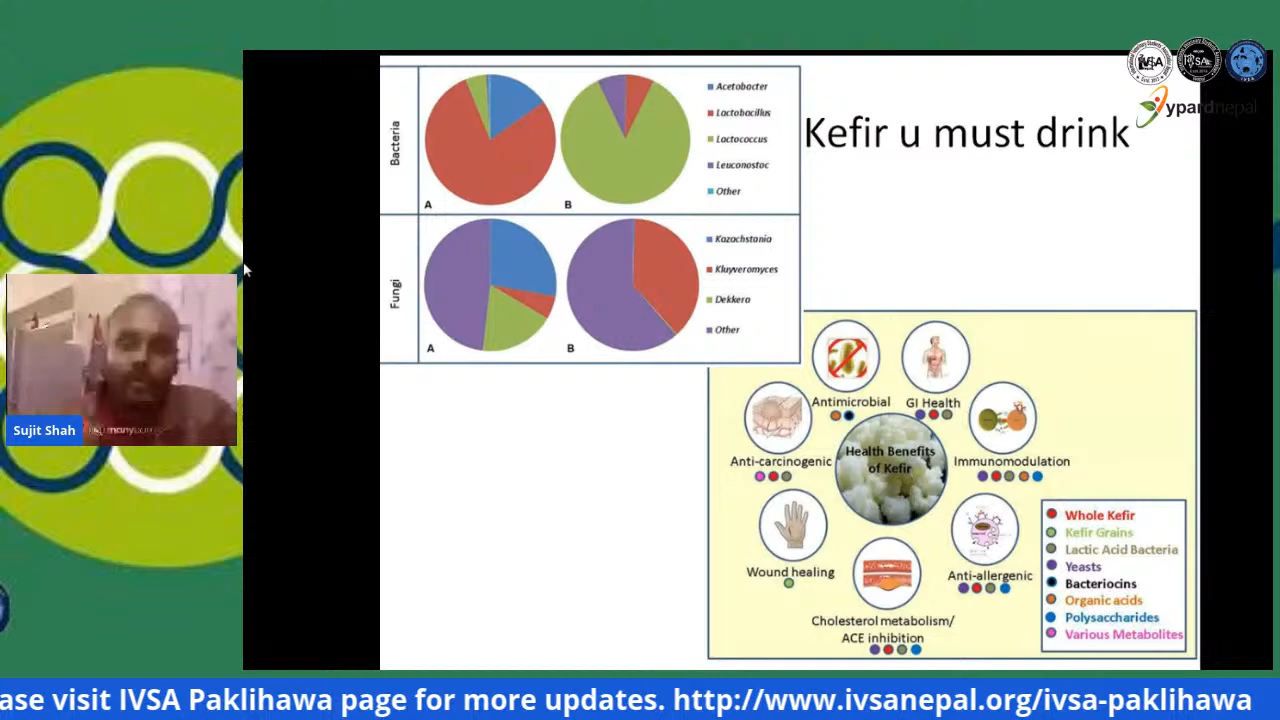 Kefir u must drink
IVSA
ypardnepal
Bacteria
Acetobacter
Lactobacillus
Lactococcus
Leuconostoc
Other
A
B
Fungi
Kazachstania
Kluyveromyces
Dekkera
Other
A
B
Health Benefits
of Kefir
Antimicrobial
GI Health
Anti-carcinogenic
Immunomodulation
Wound healing
Anti-allergenic
Cholesterol metabolism/
ACE inhibition
Whole Kefir
Kefir Grains
Lactic Acid Bacteria
Yeasts
Bacteriocins
Organic acids
Polysaccharides
Various Metabolites
Sujit Shah
ase visit IVSA Paklihawa page for more updates. http://www.ivsanepal.org/ivsa-paklihawa